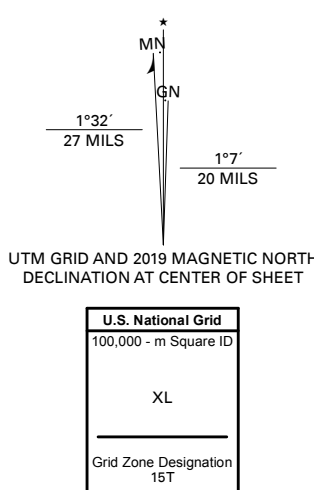 ★
MN
GN
1°32´
27 MILS
1°7´
20 MILS
UTM GRID AND 2019 MAGNETIC NORTH
DECLINATION AT CENTER OF SHEET
U.S. National Grid
100,000 - m Square ID
XL
Grid Zone Designation
15T